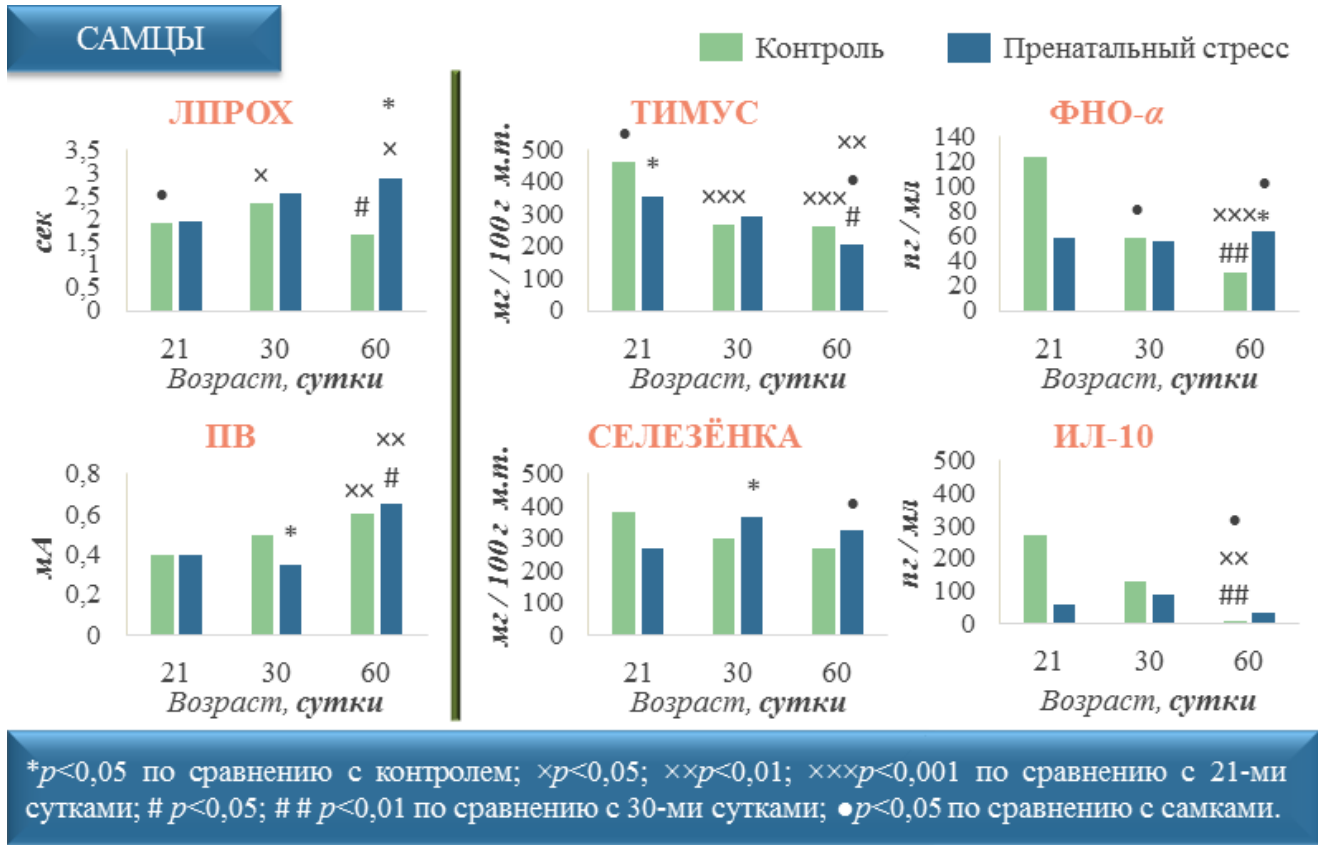 САМЦЫ
Контроль
Пренатальный стресс
ЛПРОХ
*
×
×
●
#
3,5
3
2,5
2
1,5
1
0,5
0
сек
21 30 60
Возраст, сутки
ТИМУС
●
*
×××
××
●
×××
#
500
400
300
200
100
0
мг / 100 г м.т.
21 30 60
Возраст, сутки
ФНО-α
●
●
×××
*
##
140
120
100
80
60
40
20
0
пг / мл
21 30 60
Возраст, сутки
ПВ
××
××
#
*
0,8
0,6
0,4
0,2
0
мА
21 30 60
Возраст, сутки
СЕЛЕЗЁНКА
*
●
500
400
300
200
100
0
мг / 100 г м.т.
21 30 60
Возраст, сутки
ИЛ-10
●
××
##
500
400
300
200
100
0
пг / мл
21 30 60
Возраст, сутки
*p<0,05 по сравнению с контролем; ×p<0,05; ××p<0,01; ×××p<0,001 по сравнению с 21-ми
сутками; # p<0,05; # # p<0,01 по сравнению с 30-ми сутками; ●p<0,05 по сравнению с самками.